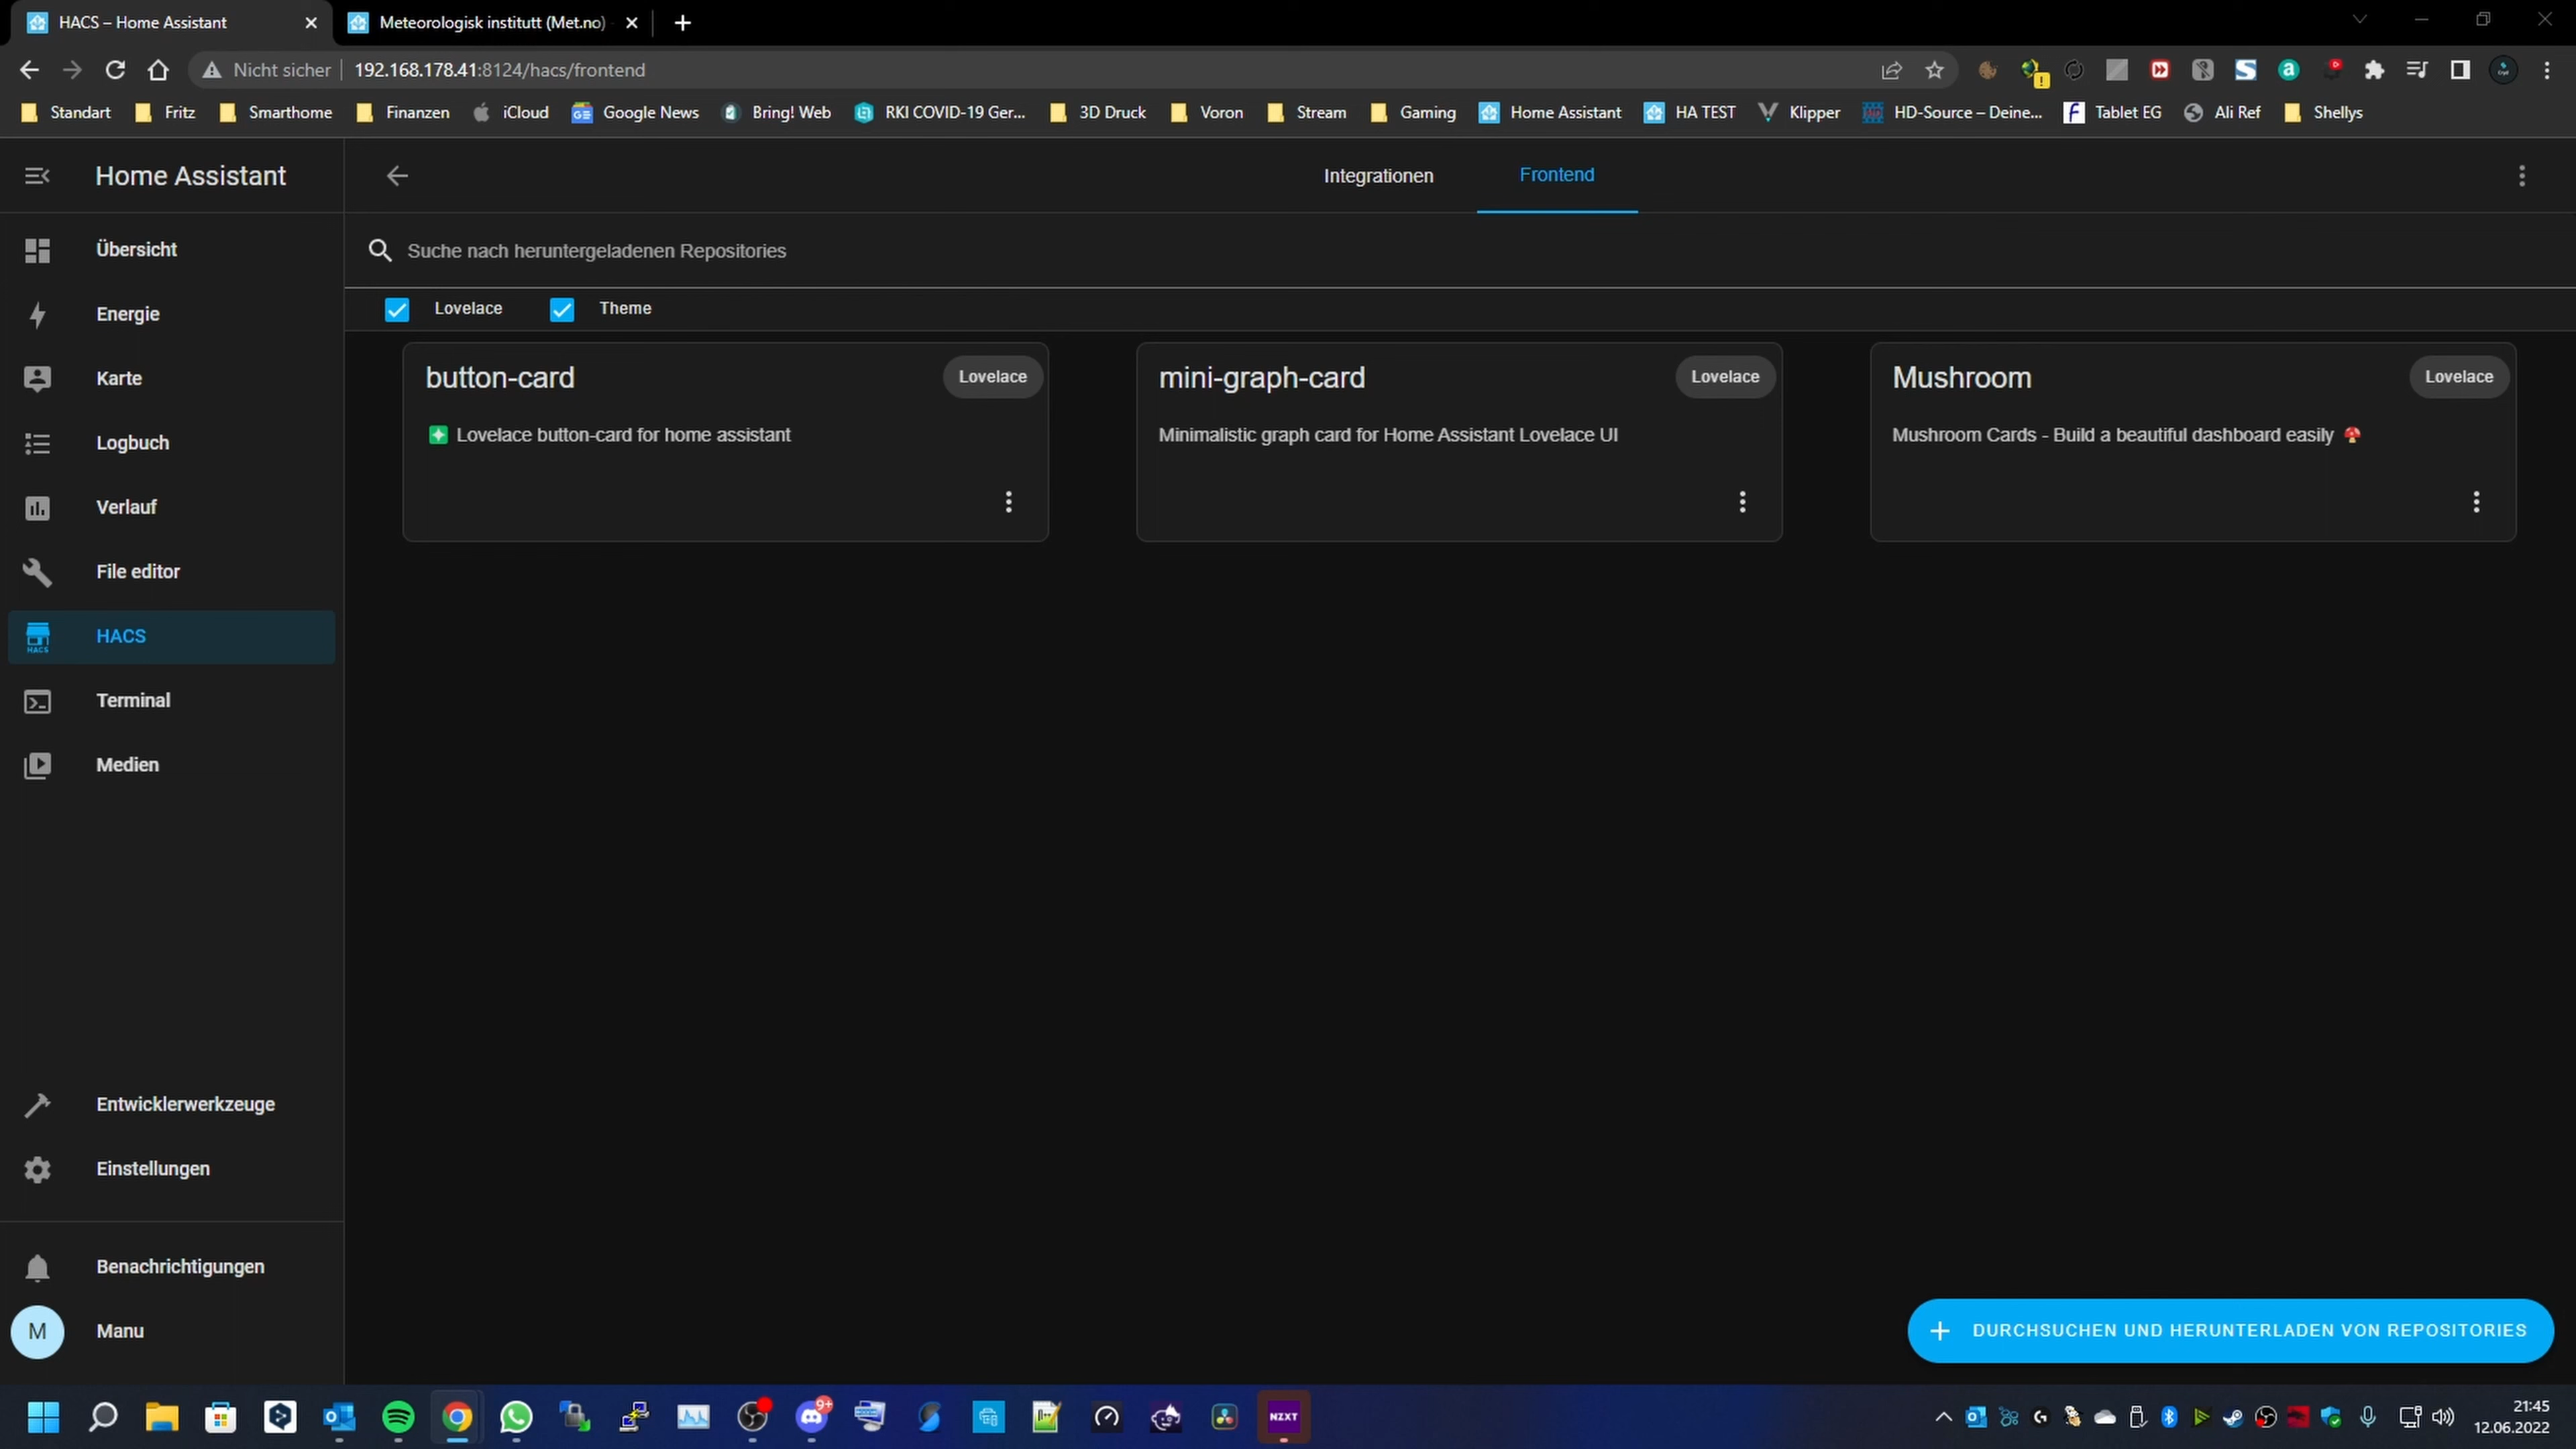 HACS – Home Assistant
Meteorologisk institutt (Met.no)
Nicht sicher 192.168.178.41:8124/hacs/frontend
Standart Fritz Smarthome Finanzen iCloud Google News Bring! Web RKI COVID-19 Ger... 3D Druck Voron Stream Gaming Home Assistant HA TEST Klipper HD-Source – Deine... Tablet EG Ali Ref Shellys
Home Assistant
Integrationen Frontend
Übersicht
Energie
Karte
Logbuch
Verlauf
File editor
HACS
Terminal
Medien
Entwicklerwerkzeuge
Einstellungen
Benachrichtigungen
M Manu
Suche nach heruntergeladenen Repositories
Lovelace Theme
button-card Lovelace
Lovelace button-card for home assistant
mini-graph-card Lovelace
Minimalistic graph card for Home Assistant Lovelace UI
Mushroom Lovelace
Mushroom Cards - Build a beautiful dashboard easily
DURCHSUCHEN UND HERUNTERLADEN VON REPOSITORIES
9+
NZXT
21:45
12.06.2022